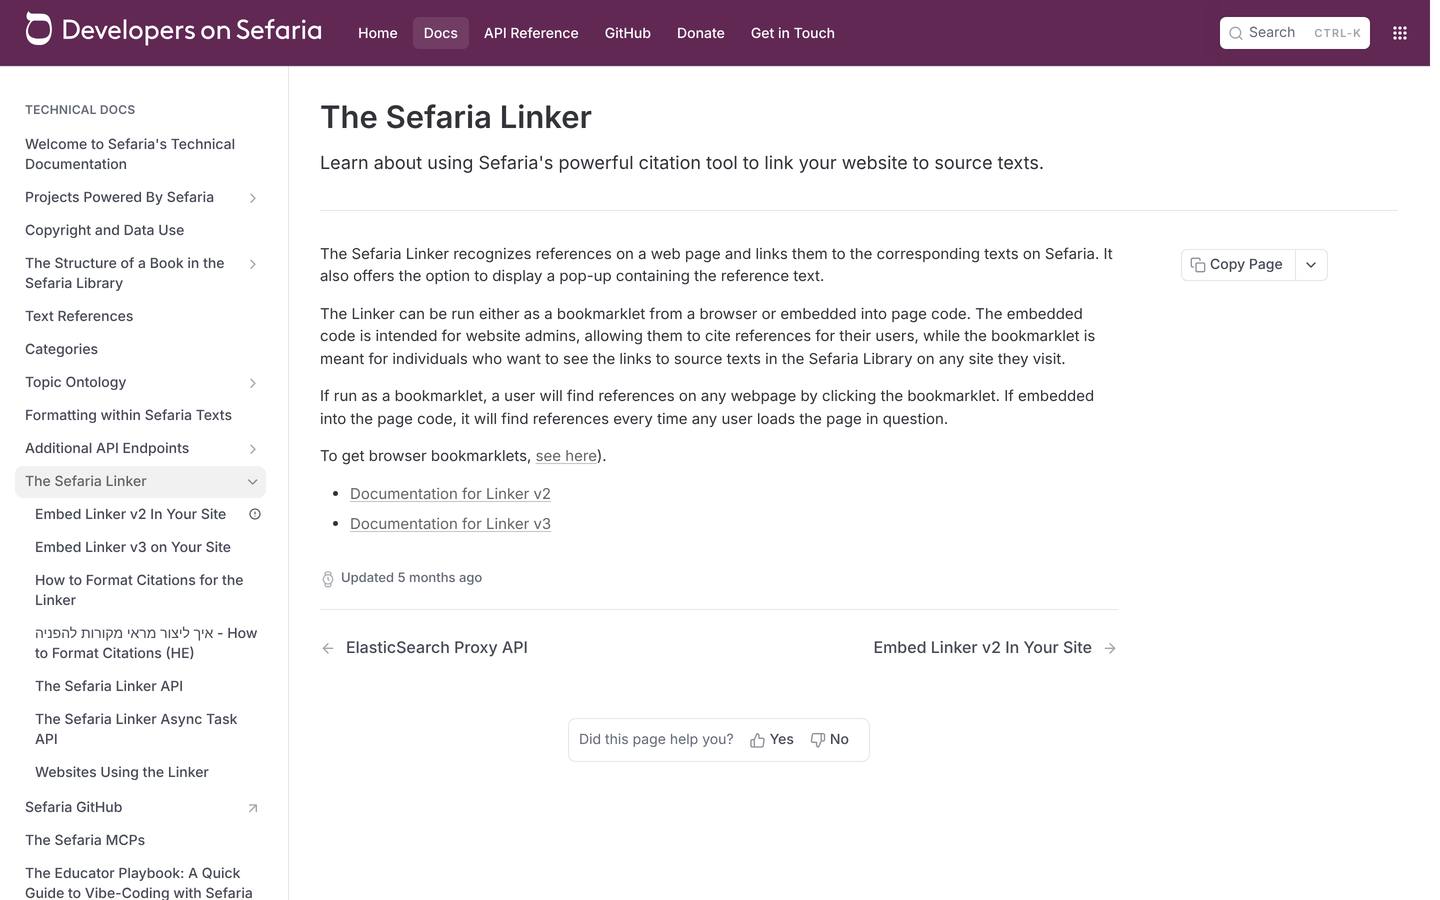 Developers on Sefaria
Home
Docs
API Reference
GitHub
Donate
Get in Touch
Search
CTRL-K
TECHNICAL DOCS
Welcome to Sefaria's Technical
Documentation
Projects Powered By Sefaria
Copyright and Data Use
The Structure of a Book in the
Sefaria Library
Text References
Categories
Topic Ontology
Formatting within Sefaria Texts
Additional API Endpoints
The Sefaria Linker
Embed Linker v2 In Your Site
Embed Linker v3 on Your Site
How to Format Citations for the
Linker
איך ליצור מראי מקורות להפניה - How
to Format Citations (HE)
The Sefaria Linker API
The Sefaria Linker Async Task
API
Websites Using the Linker
Sefaria GitHub
The Sefaria MCPs
The Educator Playbook: A Quick
Guide to Vibe-Coding with Sefaria
The Sefaria Linker
Learn about using Sefaria's powerful citation tool to link your website to source texts.
The Sefaria Linker recognizes references on a web page and links them to the corresponding texts on Sefaria. It
also offers the option to display a pop-up containing the reference text.
The Linker can be run either as a bookmarklet from a browser or embedded into page code. The embedded
code is intended for website admins, allowing them to cite references for their users, while the bookmarklet is
meant for individuals who want to see the links to source texts in the Sefaria Library on any site they visit.
If run as a bookmarklet, a user will find references on any webpage by clicking the bookmarklet. If embedded
into the page code, it will find references every time any user loads the page in question.
To get browser bookmarklets, see here).
Documentation for Linker v2
Documentation for Linker v3
Updated 5 months ago
ElasticSearch Proxy API
Embed Linker v2 In Your Site
Did this page help you?
Yes
No
Copy Page